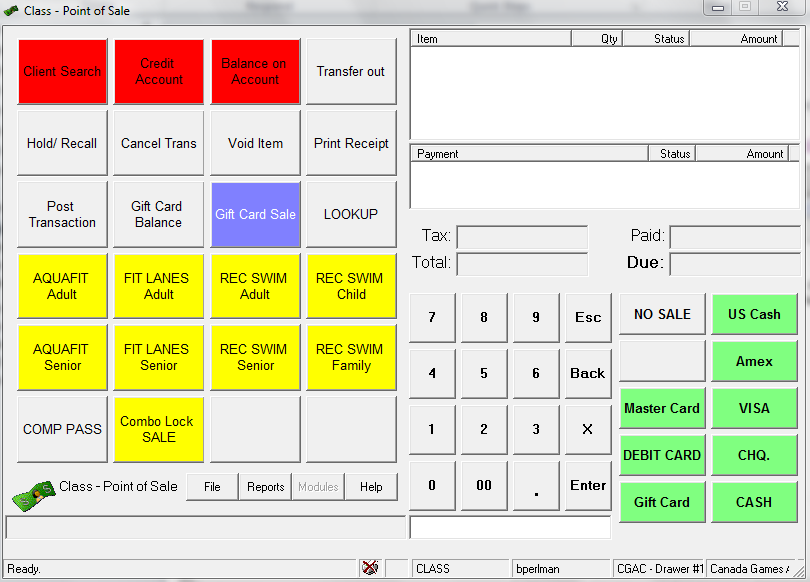 Class - Point of Sale
Client Search
Credit
Account
Balance on
Account
Transfer out
Hold/ Recall
Cancel Trans
Void Item
Print Receipt
Post
Transaction
Gift Card
Balance
Gift Card Sale
LOOKUP
AQUAFIT
Adult
FIT LANES
Adult
REC SWIM
Adult
REC SWIM
Child
AQUAFIT
Senior
FIT LANES
Senior
REC SWIM
Senior
REC SWIM
Family
COMP PASS
Combo Lock
SALE
Class - Point of Sale
File
Reports
Modules
Help
Item Qty Status Amount
Payment Status Amount
Tax: Paid:
Total: Due:
7 8 9 Esc
4 5 6 Back
1 2 3 X
0 00 . Enter
NO SALE US Cash
Amex
Master Card VISA
DEBIT CARD CHQ.
Gift Card CASH
Ready. CLASS bperlman CGAC - Drawer #1 Canada Games